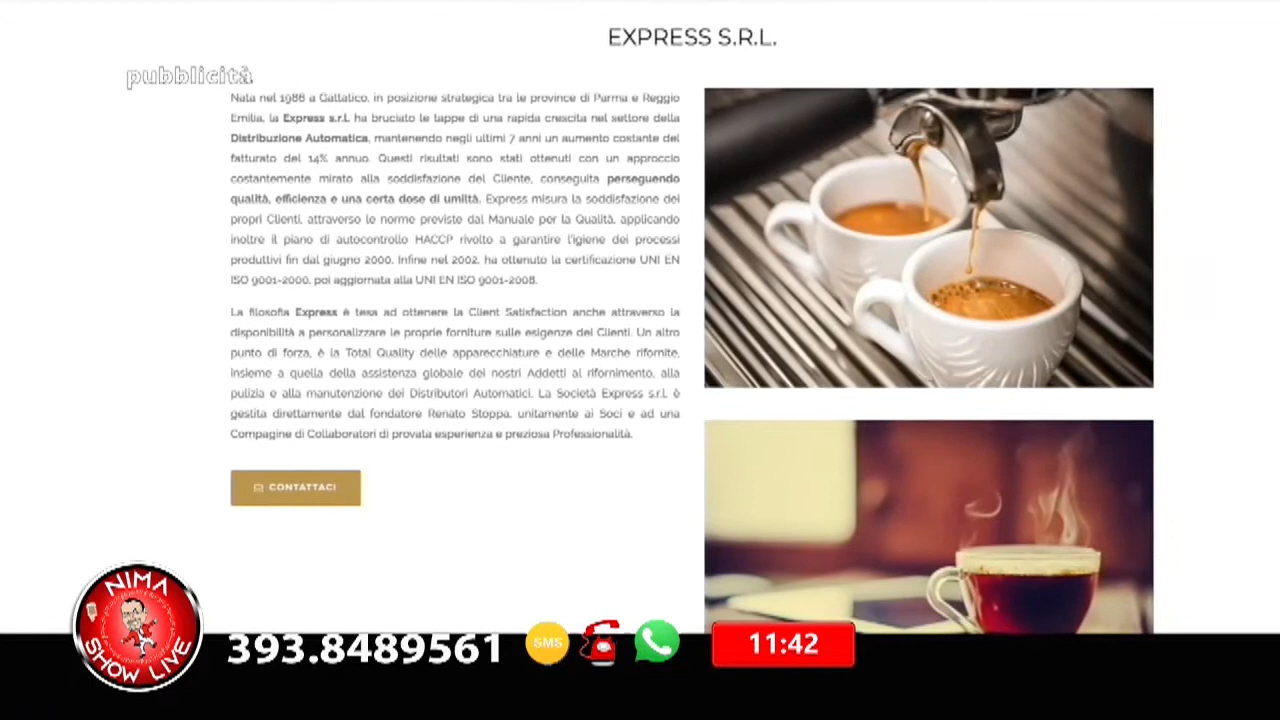 EXPRESS S.R.L.
pubblicità
Nata nel 1986 a Gattatico, in posizione strategica tra le province di Parma e Reggio
Emilia, la Express s.r.l. ha bruciato le tappe di una rapida crescita nel settore della
Distribuzione Automatica, mantenendo negli ultimi 7 anni un aumento costante del
fatturato del 14% annuo. Questi risultati sono stati ottenuti con un approccio
costantemente mirato alla soddisfazione del Cliente, conseguita perseguendo
qualità, efficienza e una certa dose di umiltà. Express misura la soddisfazione dei
propri Clienti, attraverso le norme previste dal Manuale per la Qualità, applicando
inoltre il piano di autocontrollo HACCP rivolto a garantire l'igiene dei processi
produttivi fin dal giugno 2000. Infine nel 2002, ha ottenuto la certificazione UNI EN
ISO 9001-2000, poi aggiornata alla UNI EN ISO 9001-2008.
La filosofia Express è tesa ad ottenere la Client Satisfaction anche attraverso la
disponibilità a personalizzare le proprie forniture sulle esigenze dei Clienti. Un altro
punto di forza, è la Total Quality delle apparecchiature e delle Marche rifornite,
insieme a quella della assistenza globale dei nostri Addetti al rifornimento, alla
pulizia e alla manutenzione dei Distributori Automatici. La Società Express s.r.l. è
gestita direttamente dal fondatore Renato Stoppa, unitamente ai Soci e ad una
Compagine di Collaboratori di provata esperienza e preziosa Professionalità.
CONTATTACI
NIMA
SHOW LIVE
393.8489561
SMS
11:42